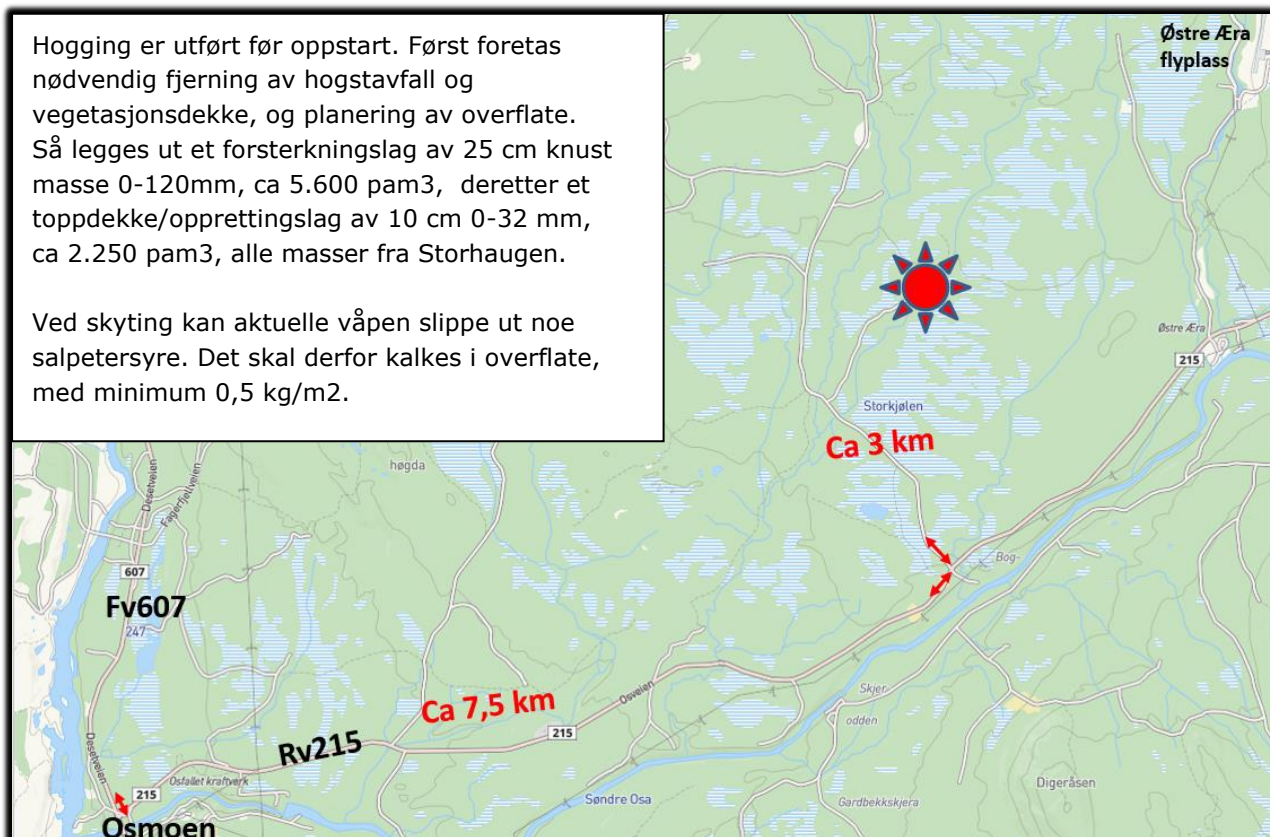 Hogging er utført før oppstart. Først foretas
nødvendig fjerning av hogstavfall og
vegetasjonsdekke, og planering av overflate.
Så legges ut et forsterkningslag av 25 cm knust
masse 0-120mm, ca 5.600 pam3,  deretter et
toppdekke/opprettingslag av 10 cm 0-32 mm,
ca 2.250 pam3, alle masser fra Storhaugen.
Ved skyting kan aktuelle våpen slippe ut noe
salpetersyre. Det skal derfor kalkes i overflate,
med minimum 0,5 kg/m2.
Østre Æra
flyplass
Østre Æra
215
Storkjølen
Ca 3 km
høgda
Desetveien
Fagerfjellveien
607
Fv607
247
Bog-
Skjer
odden
Osveien
Ca 7,5 km
215
Rv215
Desetveien
Osfallet kraftverk
215
Osmoen
Søndre Osa
Gardbekkskjera
Digeråsen